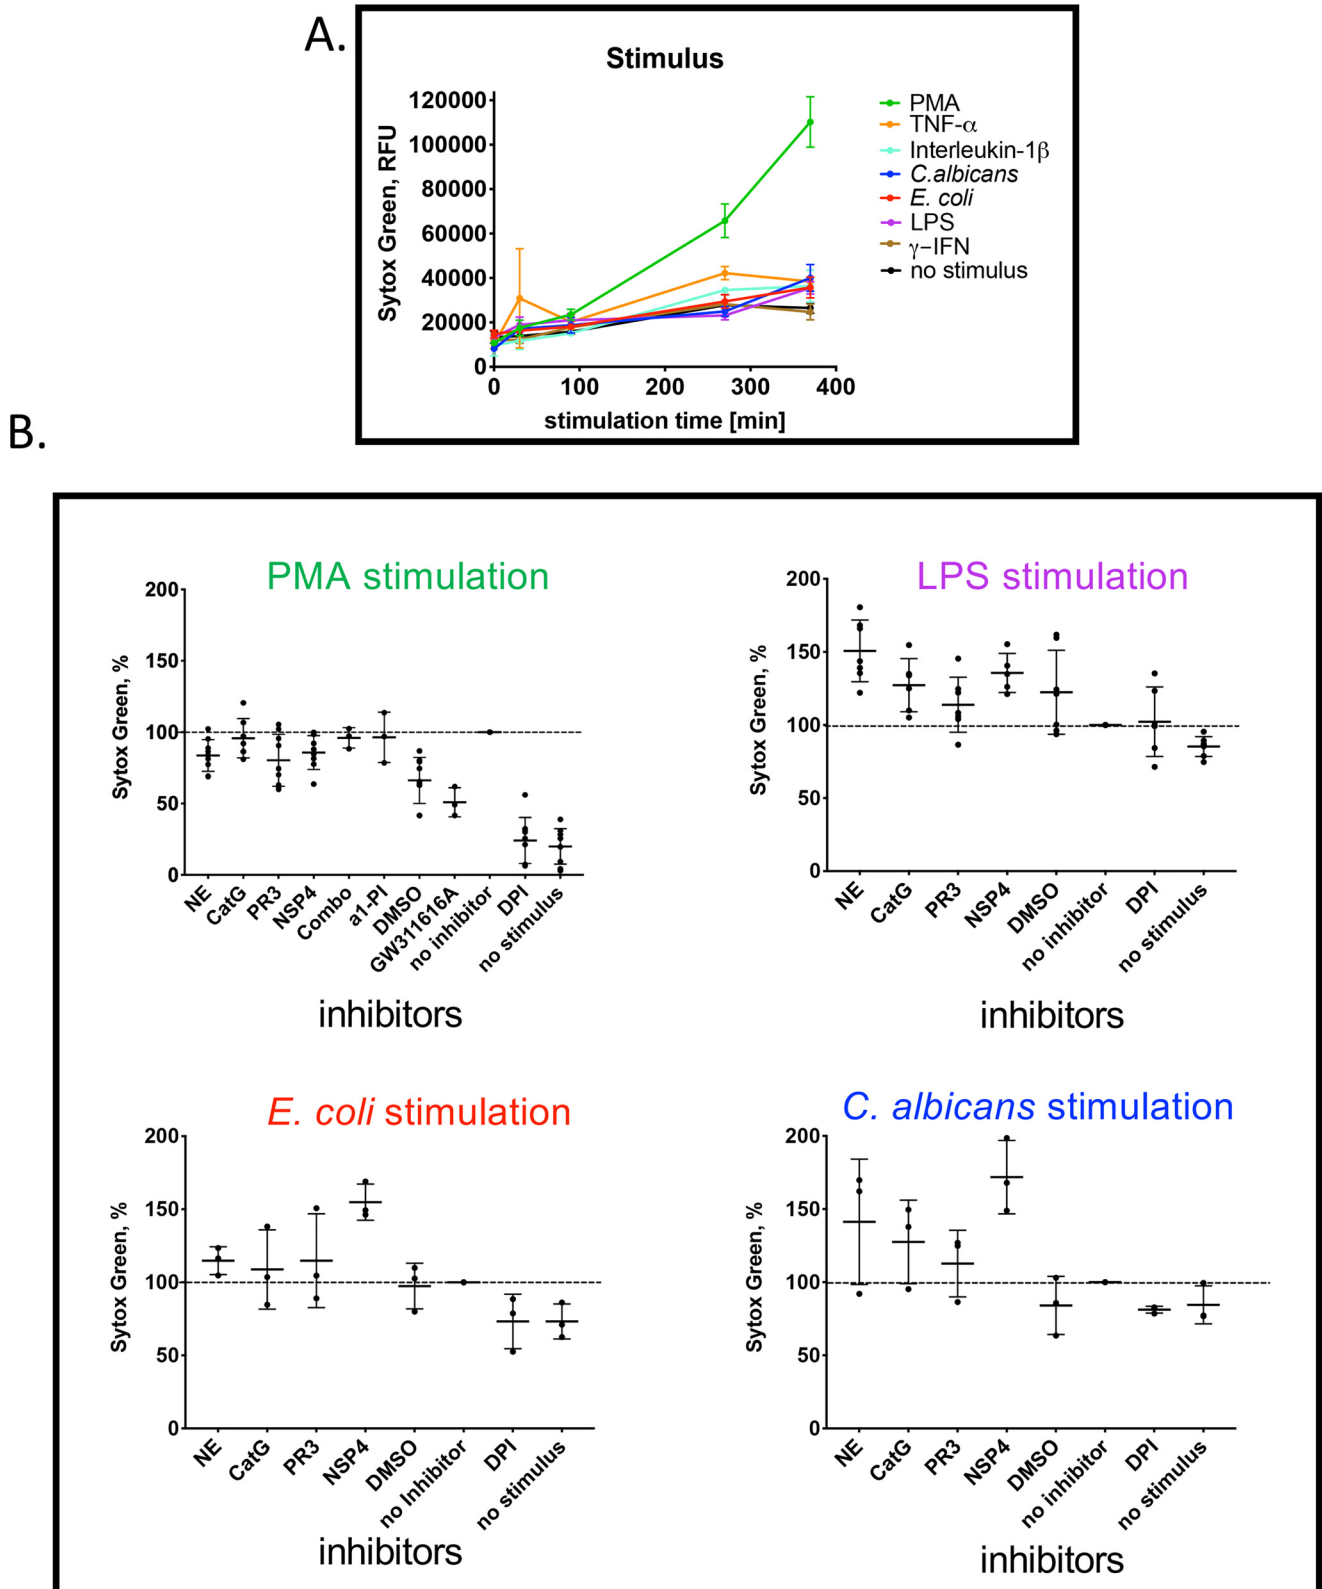 A.
Stimulus
Sytox Green, RFU
120000
100000
80000
60000
40000
20000
0
0 100 200 300 400
stimulation time [min]
PMA
TNF-α
Interleukin-1β
C.albicans
E. coli
LPS
γ-IFN
no stimulus
B.
PMA stimulation
Sytox Green, %
200
150
100
50
0
NE
CatG
PR3
NSP4
Combo
a1-PI
DMSO
GW311616A
no inhibitor
DPI
no stimulus
inhibitors
LPS stimulation
Sytox Green, %
200
150
100
50
0
NE
CatG
PR3
NSP4
DMSO
no inhibitor
DPI
no stimulus
inhibitors
E. coli stimulation
Sytox Green, %
200
150
100
50
0
NE
CatG
PR3
NSP4
DMSO
no Inhibitor
DPI
no stimulus
inhibitors
C. albicans stimulation
Sytox Green, %
200
150
100
50
0
NE
CatG
PR3
NSP4
DMSO
no inhibitor
DPI
no stimulus
inhibitors